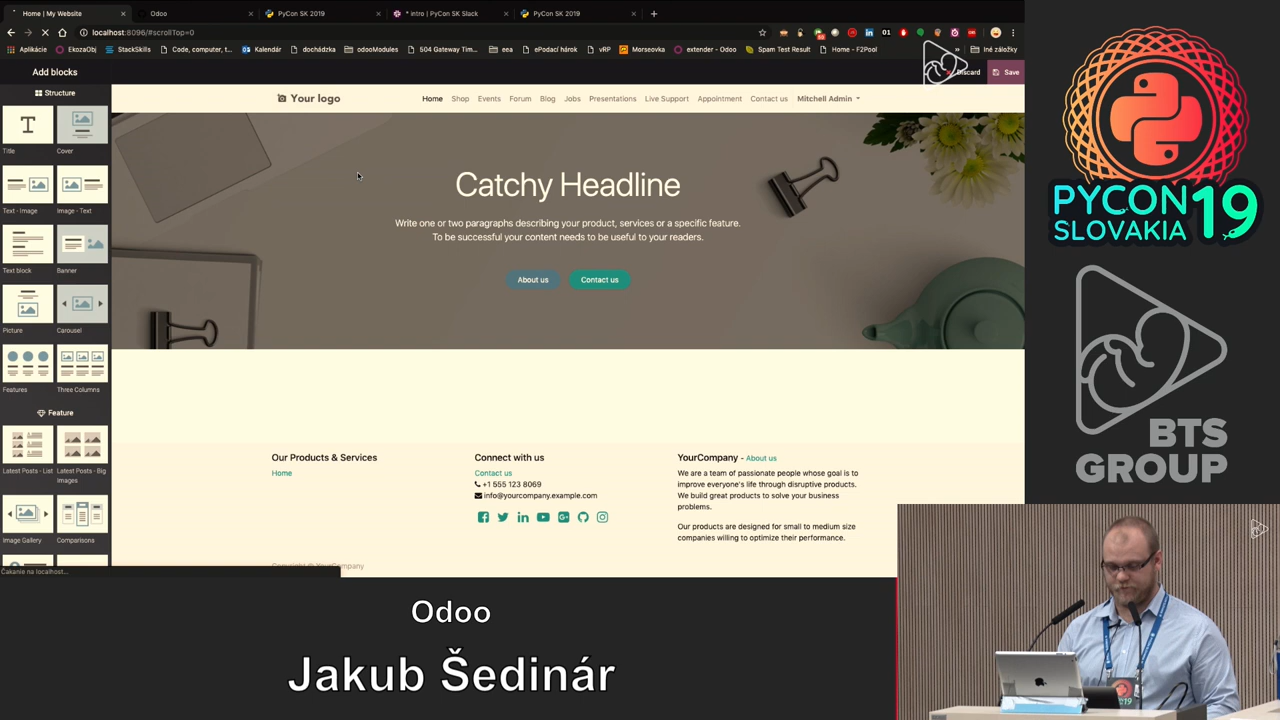 Home | My Website
Odoo
PyCon SK 2019
* intro | PyCon SK Slack
PyCon SK 2019
localhost:8096/#scrollTop=0
Aplikácie
EkozaObj
StackSkills
Code, computer, t...
Kalendár
dochádzka
odooModules
504 Gateway Tim...
eea
ePodací hárok
vRP
Morseovka
extender - Odoo
Spam Test Result
Home - F2Pool
Iné záložky
Add blocks
Discard
Save
Structure
Title
Cover
Text - Image
Image - Text
Text block
Banner
Picture
Carousel
Features
Three Columns
Feature
Latest Posts - List
Latest Posts - Big Images
Image Gallery
Comparisons
Your logo
Home
Shop
Events
Forum
Blog
Jobs
Presentations
Live Support
Appointment
Contact us
Mitchell Admin
Catchy Headline
Write one or two paragraphs describing your product, services or a specific feature.
To be successful your content needs to be useful to your readers.
About us
Contact us
Our Products & Services
Home
Connect with us
Contact us
+1 555 123 8069
info@yourcompany.example.com
YourCompany - About us
We are a team of passionate people whose goal is to
improve everyone's life through disruptive products.
We build great products to solve your business
problems.
Our products are designed for small to medium size
companies willing to optimize their performance.
Copyright © YourCompany
Čakanie na localhost...
PYCON
SLOVAKIA
19
BTS
GROUP
Odoo
Jakub Šedinár